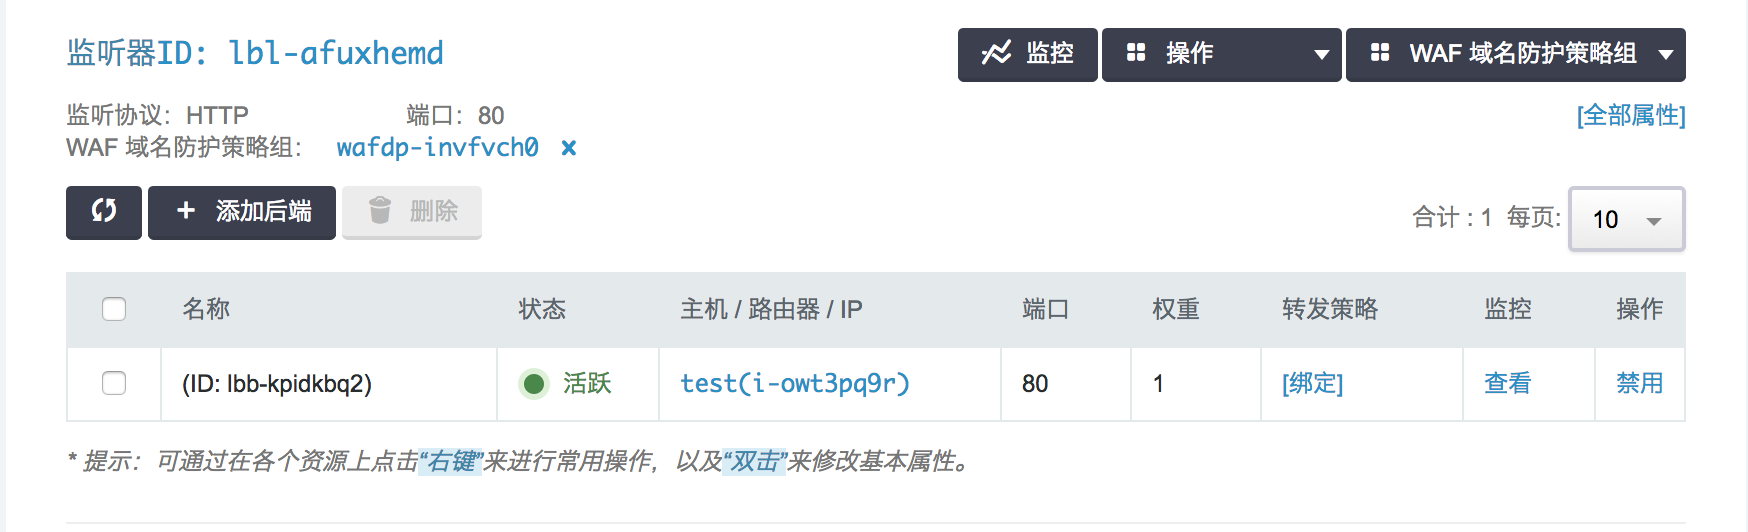 监听器ID: lbl-afuxhemd 监控 操作 WAF 域名防护策略组
监听协议: HTTP 端口: 80 [全部属性]
WAF 域名防护策略组: wafdp-invfvch0 ×
+ 添加后端 删除 合计 : 1 每页: 10
名称 状态 主机 / 路由器 / IP 端口 权重 转发策略 监控 操作
(ID: lbb-kpidkbq2) 活跃 test(i-owt3pq9r) 80 1 [绑定] 查看 禁用
* 提示: 可通过在各个资源上点击“右键”来进行常用操作, 以及“双击”来修改基本属性。